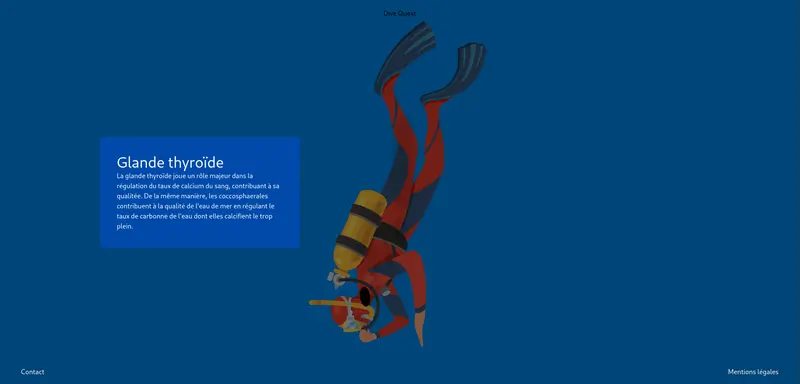 Dive Quest
Glande thyroïde
La glande thyroïde joue un rôle majeur dans la
régulation du taux de calcium du sang, contribuant à sa
qualitée. De la même manière, les coccosphaerales
contribuent à la qualité de l'eau de mer en régulant le
taux de carbonne de l'eau dont elles calcifient le trop
plein.
Contact
Mentions légales